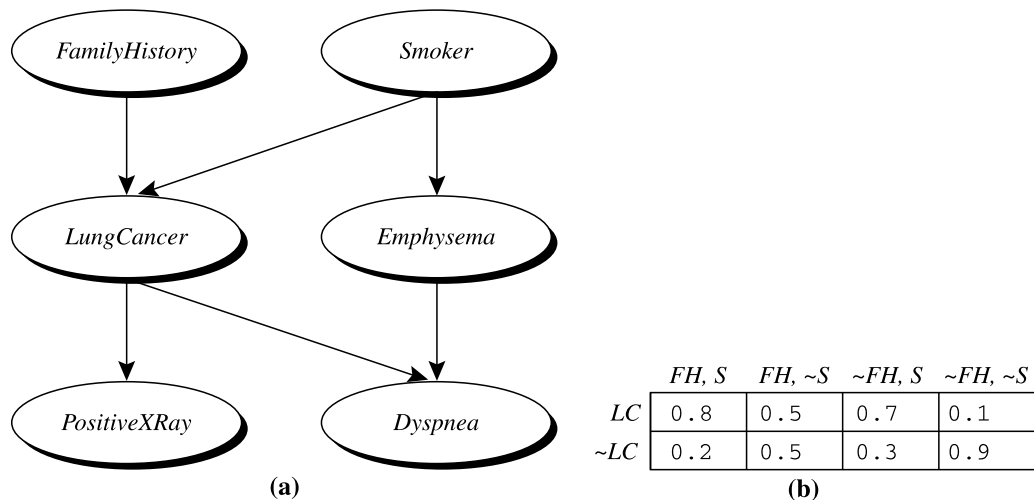 FamilyHistory
Smoker
LungCancer
Emphysema
PositiveXRay
Dyspnea
(a)
FH, S FH, ~S ~FH, S ~FH, ~S
LC 0.8 0.5 0.7 0.1
~LC 0.2 0.5 0.3 0.9
(b)